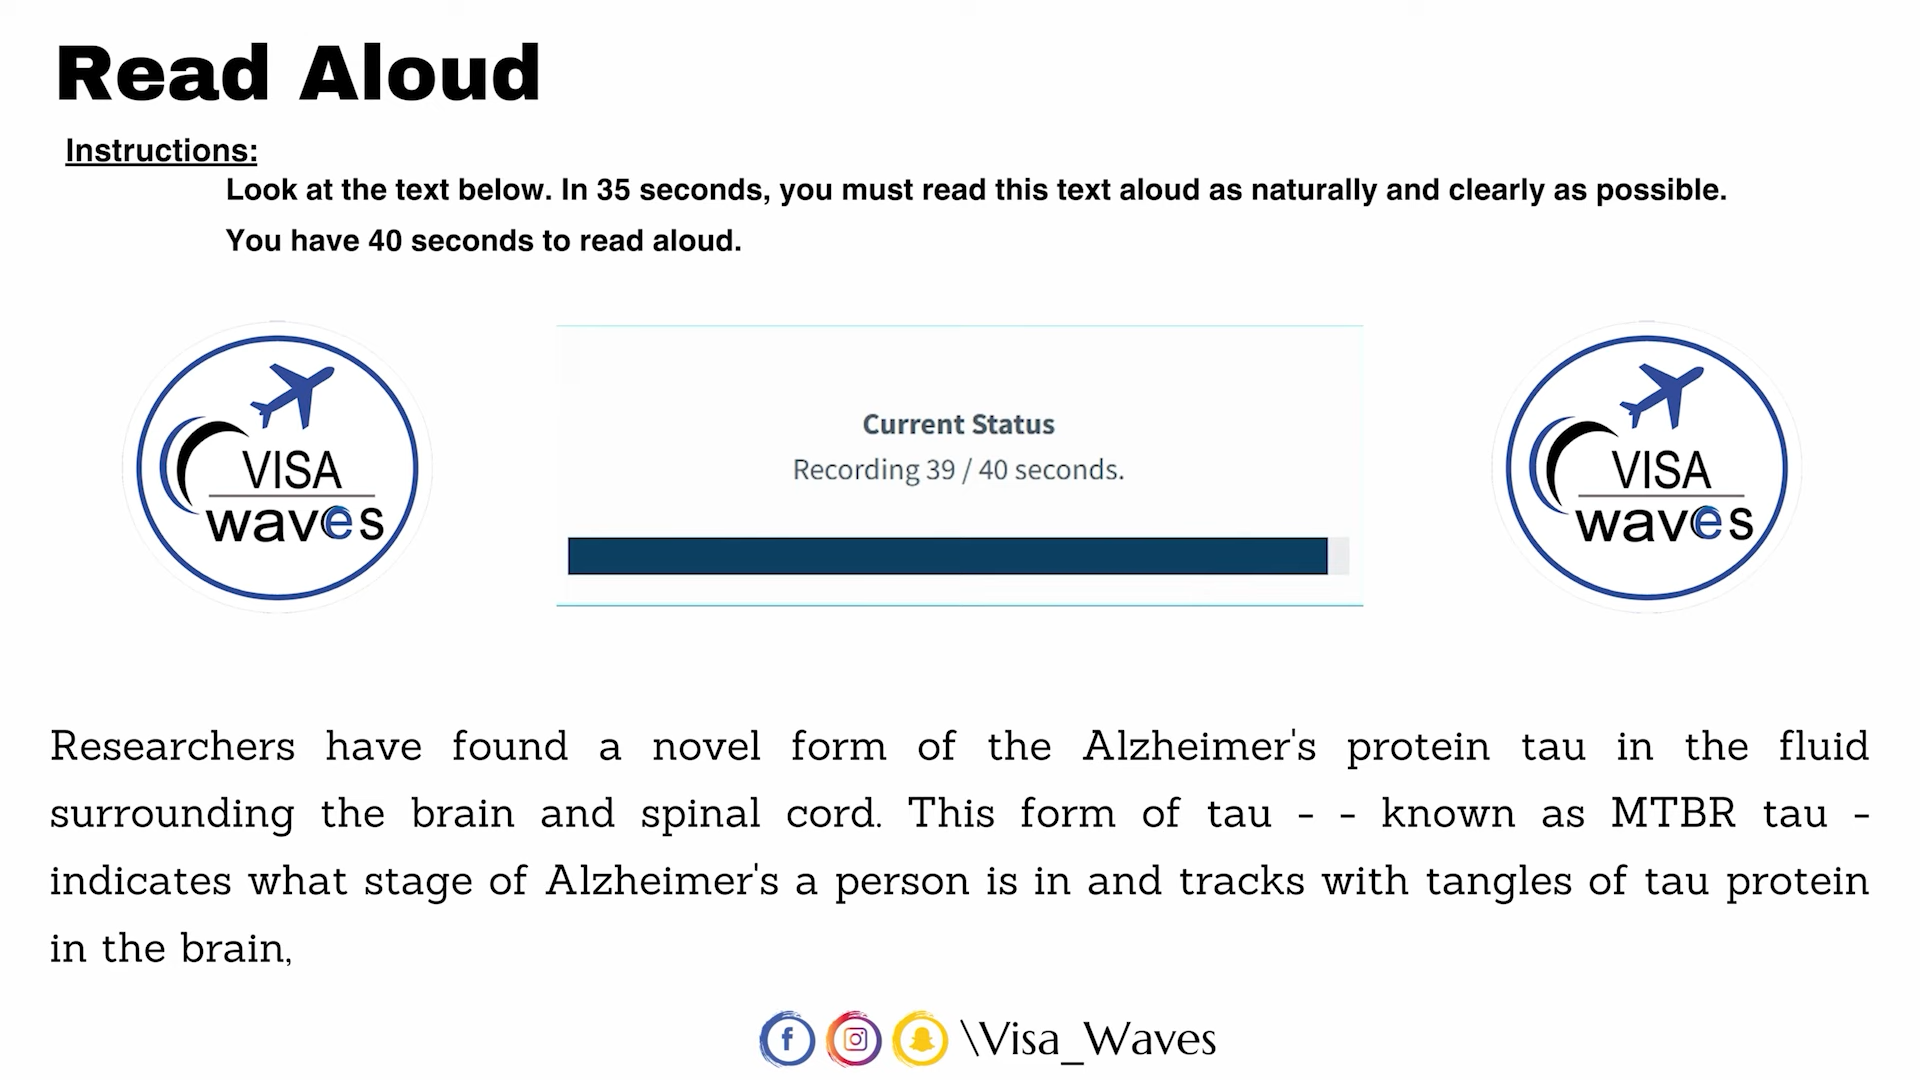 Read Aloud
Instructions:
Look at the text below. In 35 seconds, you must read this text aloud as naturally and clearly as possible.
You have 40 seconds to read aloud.
VISA
waves
Current Status
Recording 39 / 40 seconds.
VISA
waves
Researchers have found a novel form of the Alzheimer's protein tau in the fluid
surrounding the brain and spinal cord. This form of tau - - known as MTBR tau -
indicates what stage of Alzheimer's a person is in and tracks with tangles of tau protein
in the brain,
\Visa_Waves